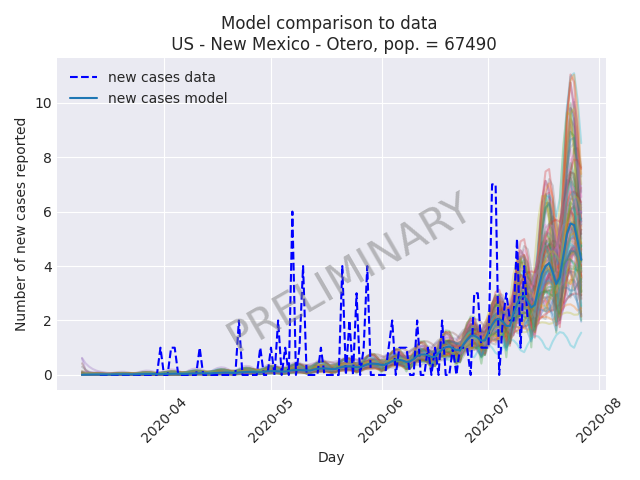 Model comparison to data
US - New Mexico - Otero, pop. = 67490
new cases data
new cases model
Number of new cases reported
10
8
6
4
2
0
PRELIMINARY
2020-04
2020-05
2020-06
2020-07
2020-08
Day